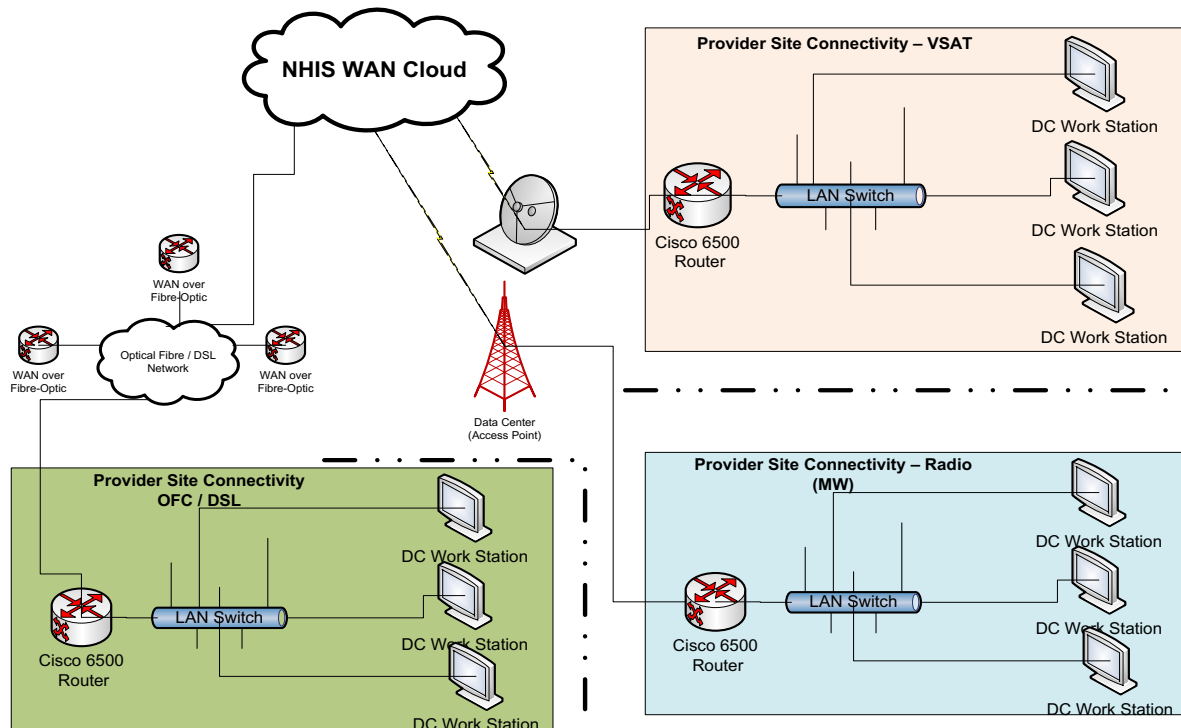 NHIS WAN Cloud
Provider Site Connectivity – VSAT
DC Work Station
DC Work Station
DC Work Station
LAN Switch
Cisco 6500
Router
WAN over
Fibre-Optic
WAN over
Fibre-Optic
WAN over
Fibre-Optic
Optical Fibre / DSL
Network
Data Center
(Access Point)
Provider Site Connectivity
OFC / DSL
DC Work Station
DC Work Station
DC Work Station
LAN Switch
Cisco 6500
Router
Provider Site Connectivity – Radio
(MW)
DC Work Station
DC Work Station
DC Work Station
LAN Switch
Cisco 6500
Router